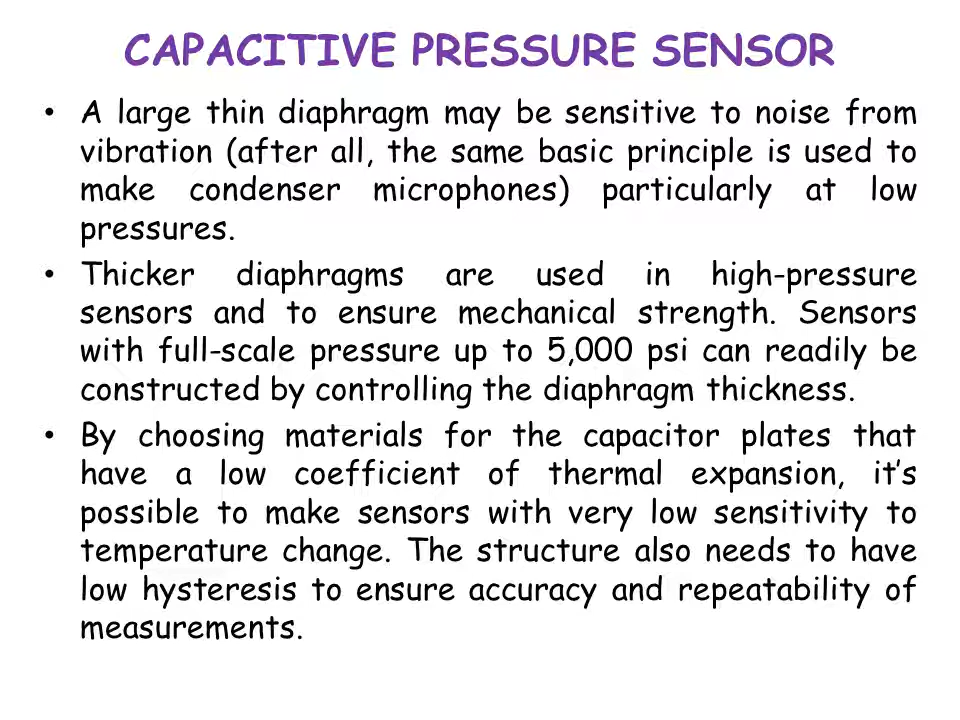 CAPACITIVE PRESSURE SENSOR
• A large thin diaphragm may be sensitive to noise from
vibration (after all, the same basic principle is used to
make condenser microphones) particularly at low
pressures.
• Thicker diaphragms are used in high-pressure
sensors and to ensure mechanical strength. Sensors
with full-scale pressure up to 5,000 psi can readily be
constructed by controlling the diaphragm thickness.
• By choosing materials for the capacitor plates that
have a low coefficient of thermal expansion, it’s
possible to make sensors with very low sensitivity to
temperature change. The structure also needs to have
low hysteresis to ensure accuracy and repeatability of
measurements.